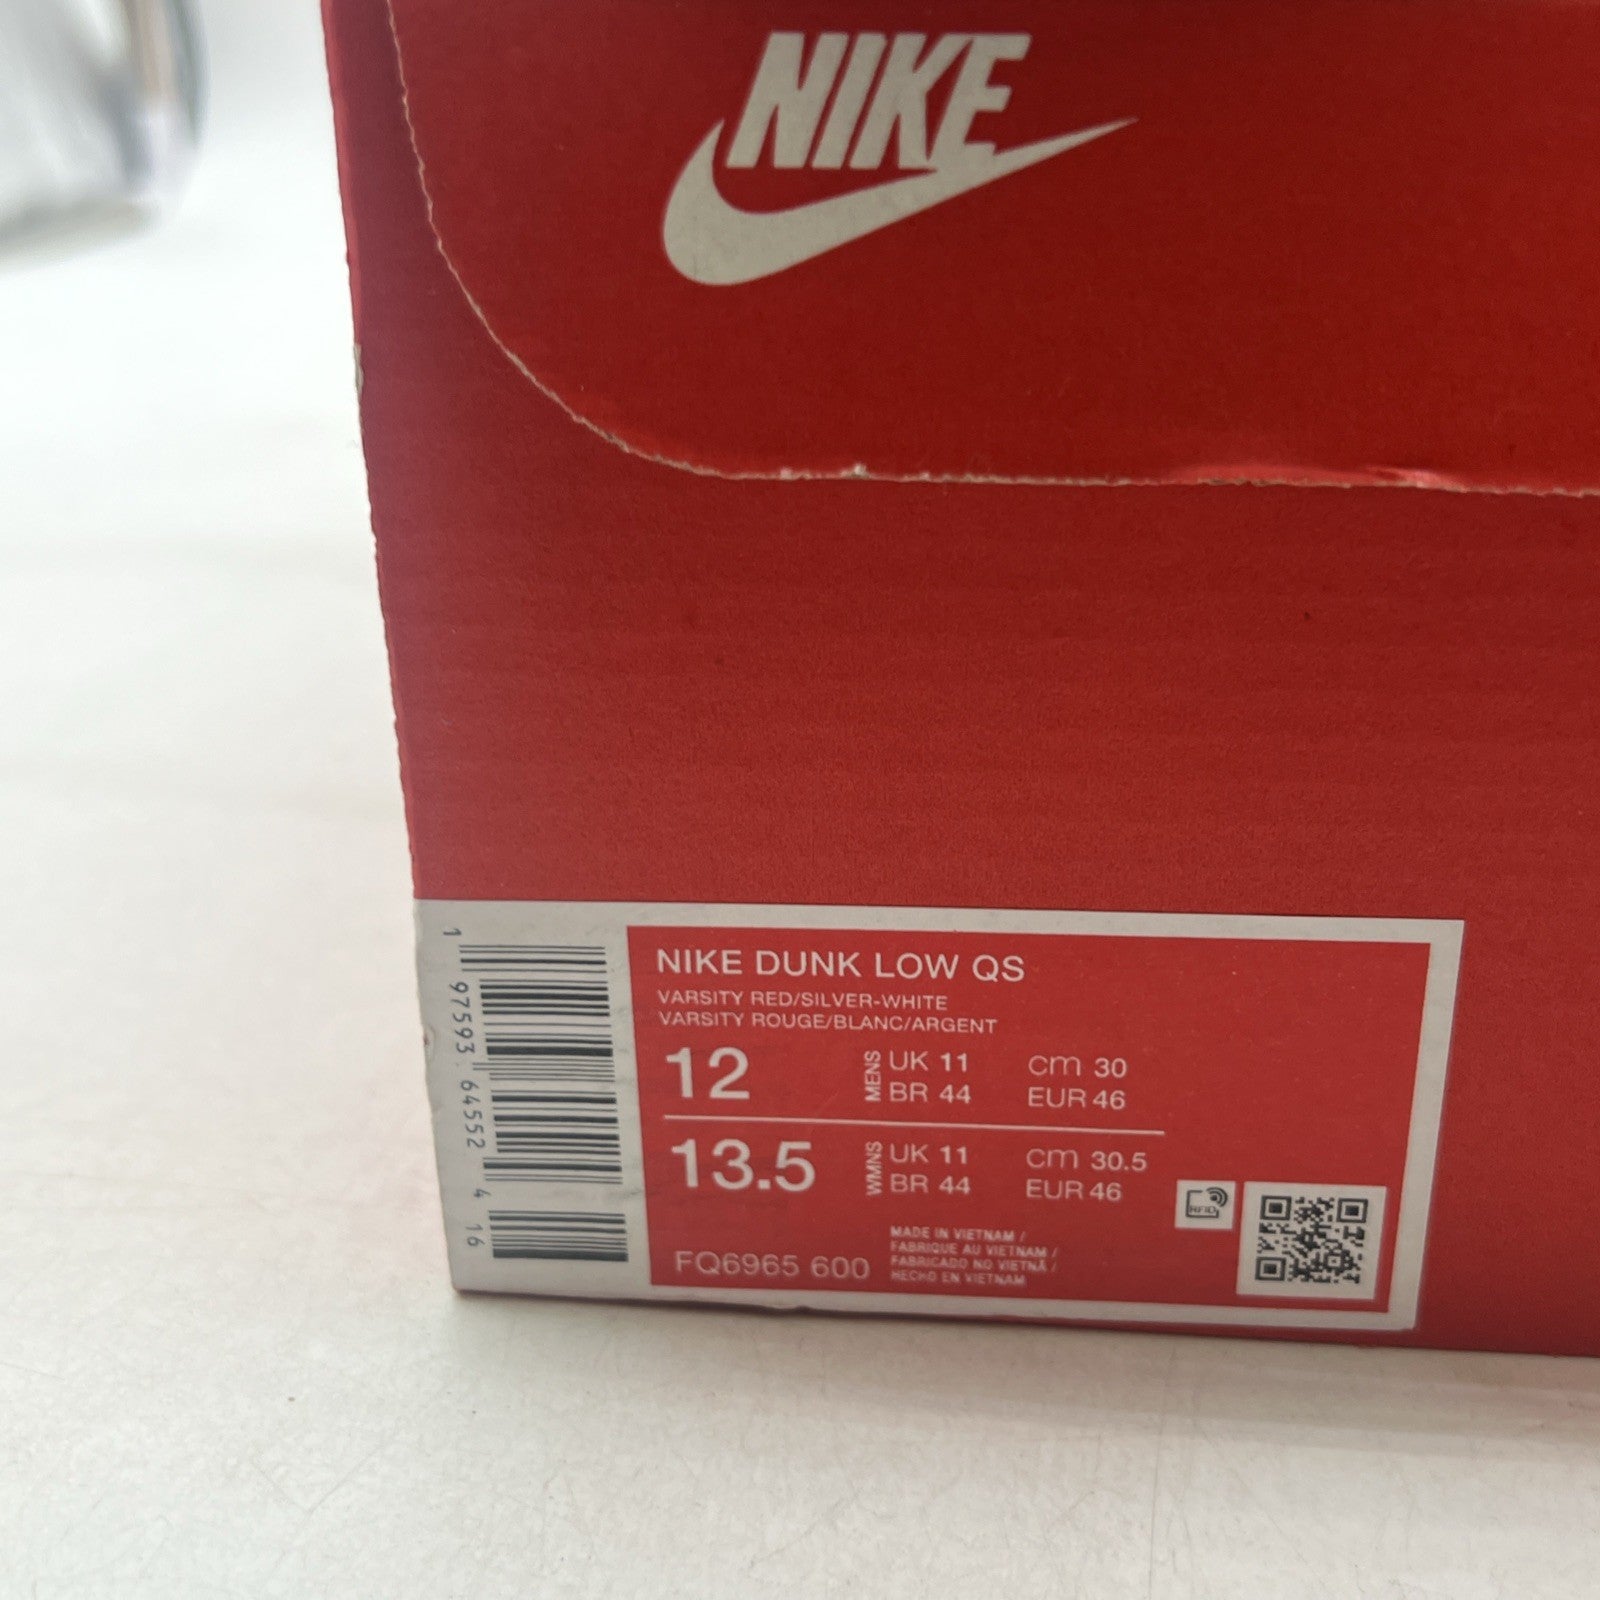 NIKE
NIKE DUNK LOW QS
VARSITY RED/SILVER-WHITE
VARSITY ROUGE/BLANC/ARGENT
12 MENS UK 11 cm 30
BR 44 EUR 46
13.5 WMNS UK 11 cm 30.5
BR 44 EUR 46
FQ6965 600
MADE IN VIETNAM /
FABRIQUE AU VIETNAM /
FABRICADO NO VIETNÃ /
HECHO EN VIETNAM
RFID
1 97593 64552 4 16